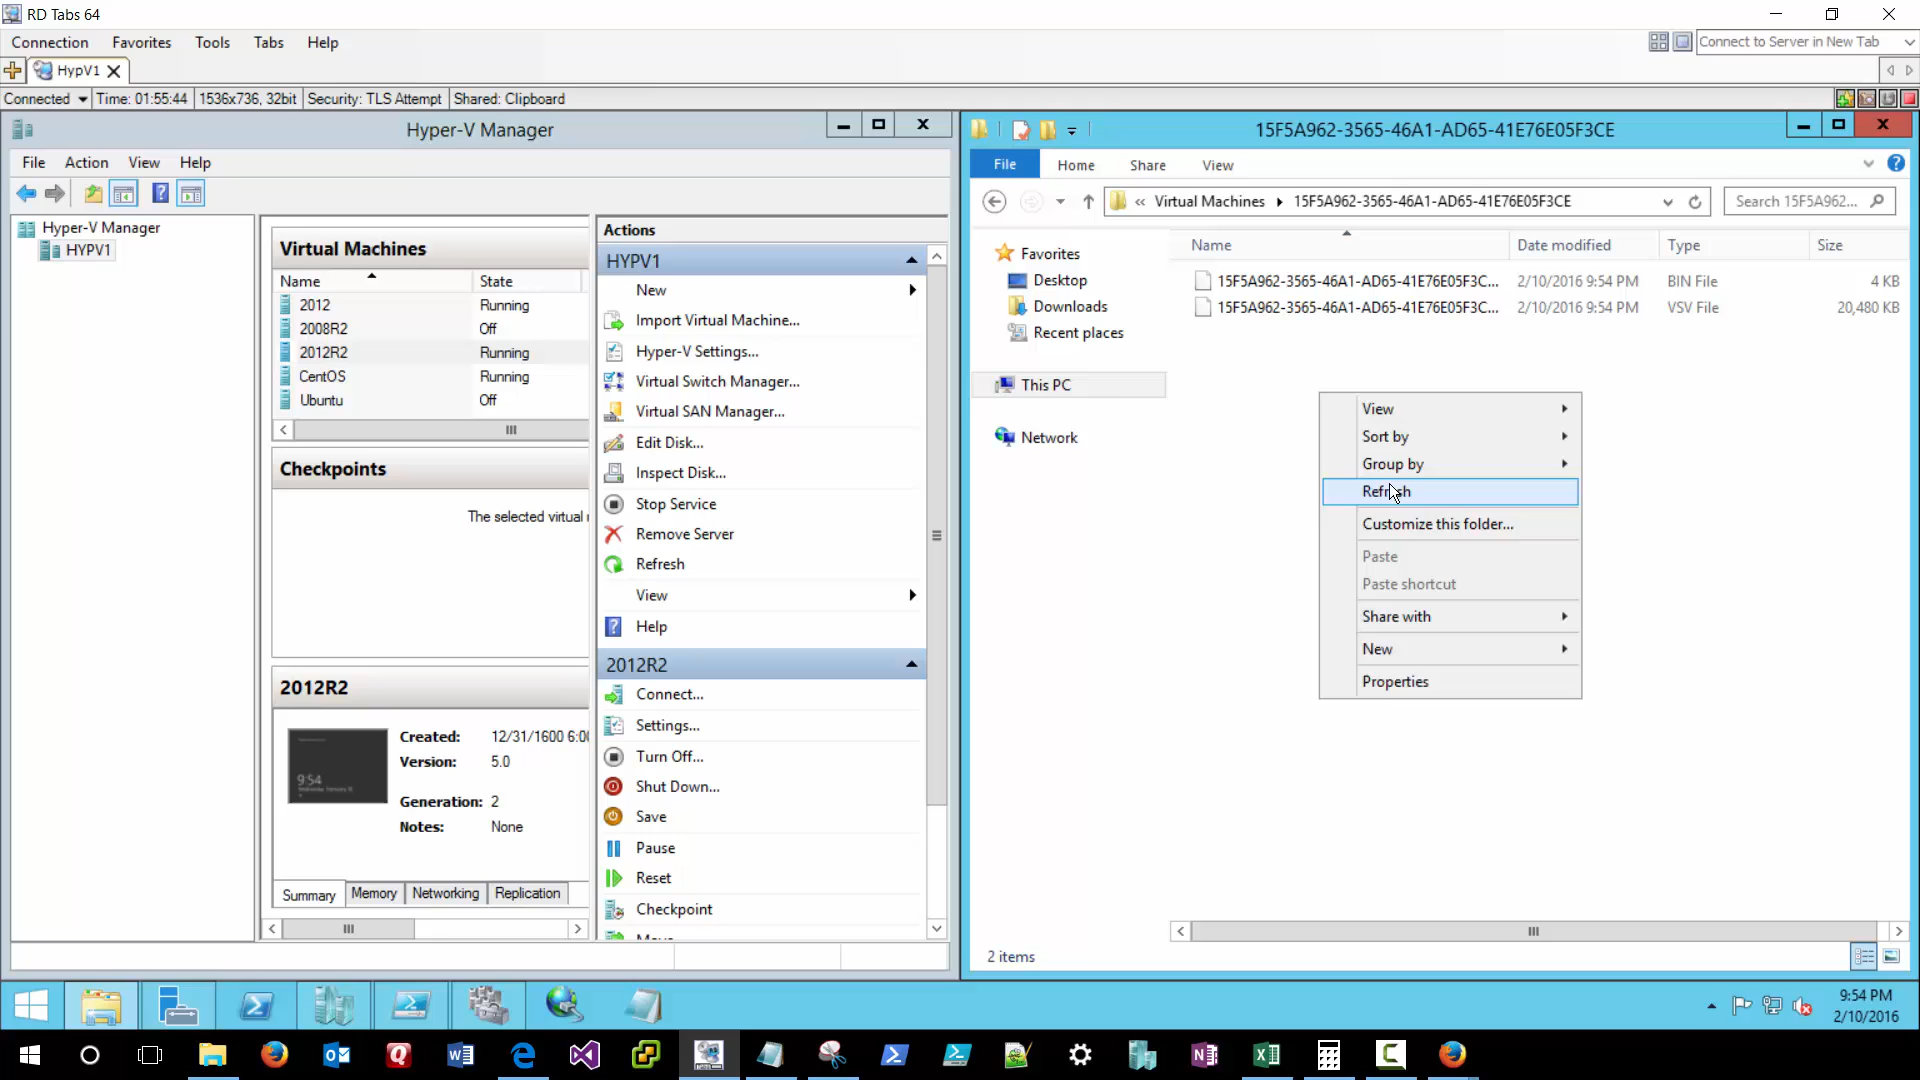 RD Tabs 64
Connection Favorites Tools Tabs Help
Connect to Server in New Tab
HypV1
Connected Time: 01:55:44 1536x736, 32bit Security: TLS Attempt Shared: Clipboard
Hyper-V Manager
File Action View Help
Hyper-V Manager
HYPV1
Virtual Machines
Name State
2012 Running
2008R2 Off
2012R2 Running
CentOS Running
Ubuntu Off
Checkpoints
The selected virtual
2012R2
9:54
Created: 12/31/1600 6:00
Version: 5.0
Generation: 2
Notes: None
Summary Memory Networking Replication
Actions
HYPV1
New
Import Virtual Machine...
Hyper-V Settings...
Virtual Switch Manager...
Virtual SAN Manager...
Edit Disk...
Inspect Disk...
Stop Service
Remove Server
Refresh
View
Help
2012R2
Connect...
Settings...
Turn Off...
Shut Down...
Save
Pause
Reset
Checkpoint
15F5A962-3565-46A1-AD65-41E76E05F3CE
File Home Share View
« Virtual Machines 15F5A962-3565-46A1-AD65-41E76E05F3CE Search 15F5A962...
Favorites
Desktop
Downloads
Recent places
This PC
Network
Name Date modified Type Size
15F5A962-3565-46A1-AD65-41E76E05F3C... 2/10/2016 9:54 PM BIN File 4 KB
15F5A962-3565-46A1-AD65-41E76E05F3C... 2/10/2016 9:54 PM VSV File 20,480 KB
View
Sort by
Group by
Refresh
Customize this folder...
Paste
Paste shortcut
Share with
New
Properties
2 items
9:54 PM
2/10/2016